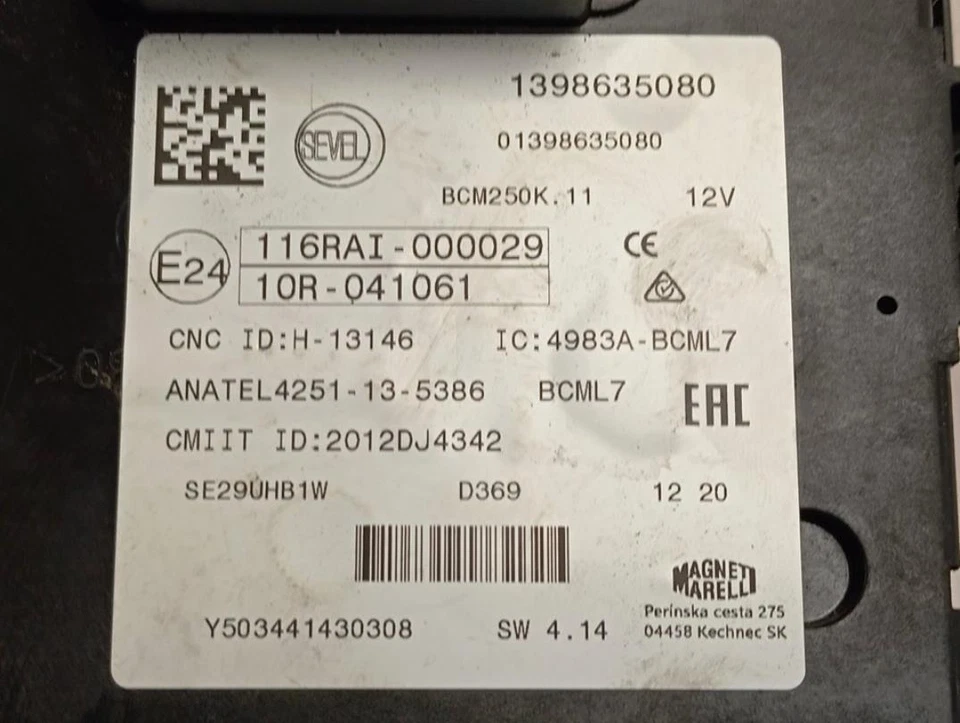 1398635080
SEVEL
01398635080
BCM250K.11 12V
E24 116RAI-000029 CE
10R-041061
CNC ID:H-13146 IC:4983A-BCML7
ANATEL4251-13-5386 BCML7 EAC
CMIIT ID:2012DJ4342
SE29UHB1W D369 12 20
MAGNETI
MARELLI
Perínska cesta 275
Y503441430308 SW 4.14 04458 Kechnec SK